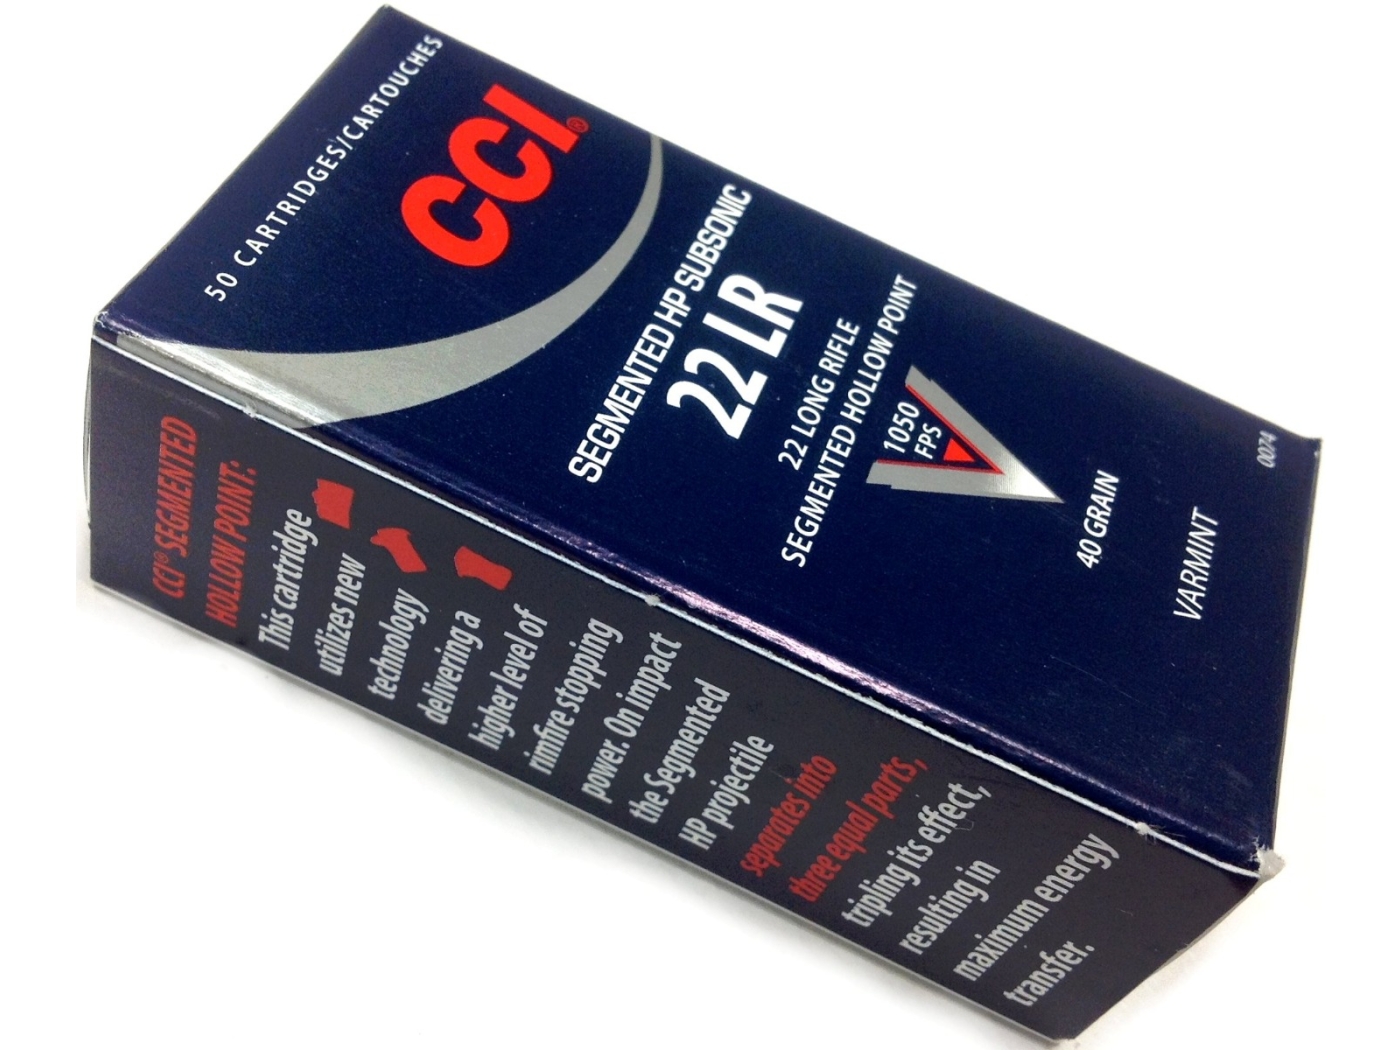 50 CARTRIDGES/CARTOUCHES
CCI®
SEGMENTED HP SUBSONIC
22 LR
22 LONG RIFLE
SEGMENTED HOLLOW POINT
1050
FPS
40 GRAIN
VARMINT
0074
CCI® SEGMENTED
HOLLOW POINT:
This cartridge
utilizes new
technology
delivering a
higher level of
rimfire stopping
power. On impact
the Segmented
HP projectile
separates into
three equal parts,
tripling its effect,
resulting in
maximum energy
transfer.